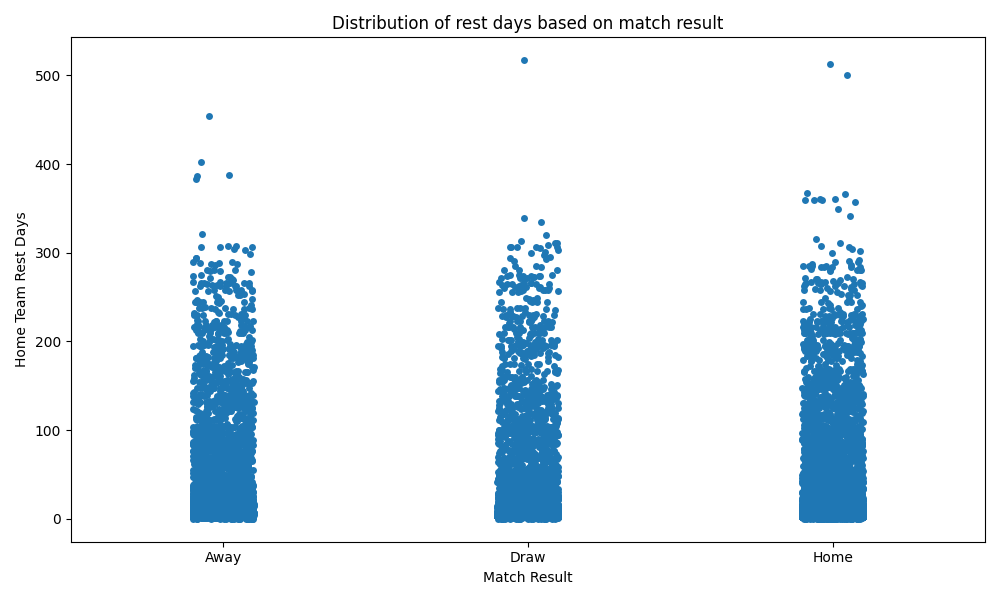 Distribution of rest days based on match result
Home Team Rest Days
500
400
300
200
100
0
Away
Draw
Home
Match Result